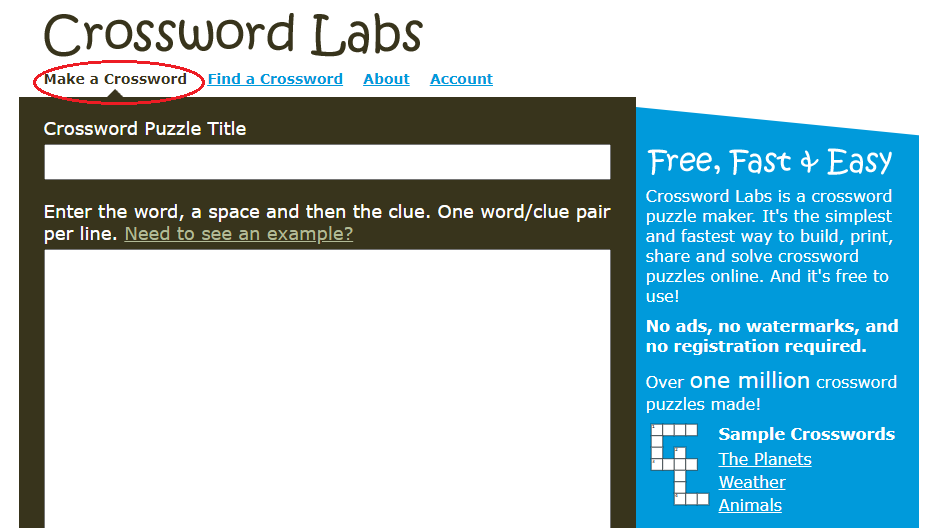 Crossword Labs
Make a Crossword Find a Crossword About Account
Crossword Puzzle Title
Enter the word, a space and then the clue. One word/clue pair
per line. Need to see an example?
Free, Fast & Easy
Crossword Labs is a crossword
puzzle maker. It's the simplest
and fastest way to build, print,
share and solve crossword
puzzles online. And it's free to
use!
No ads, no watermarks, and
no registration required.
Over one million crossword
puzzles made!
Sample Crosswords
The Planets
Weather
Animals